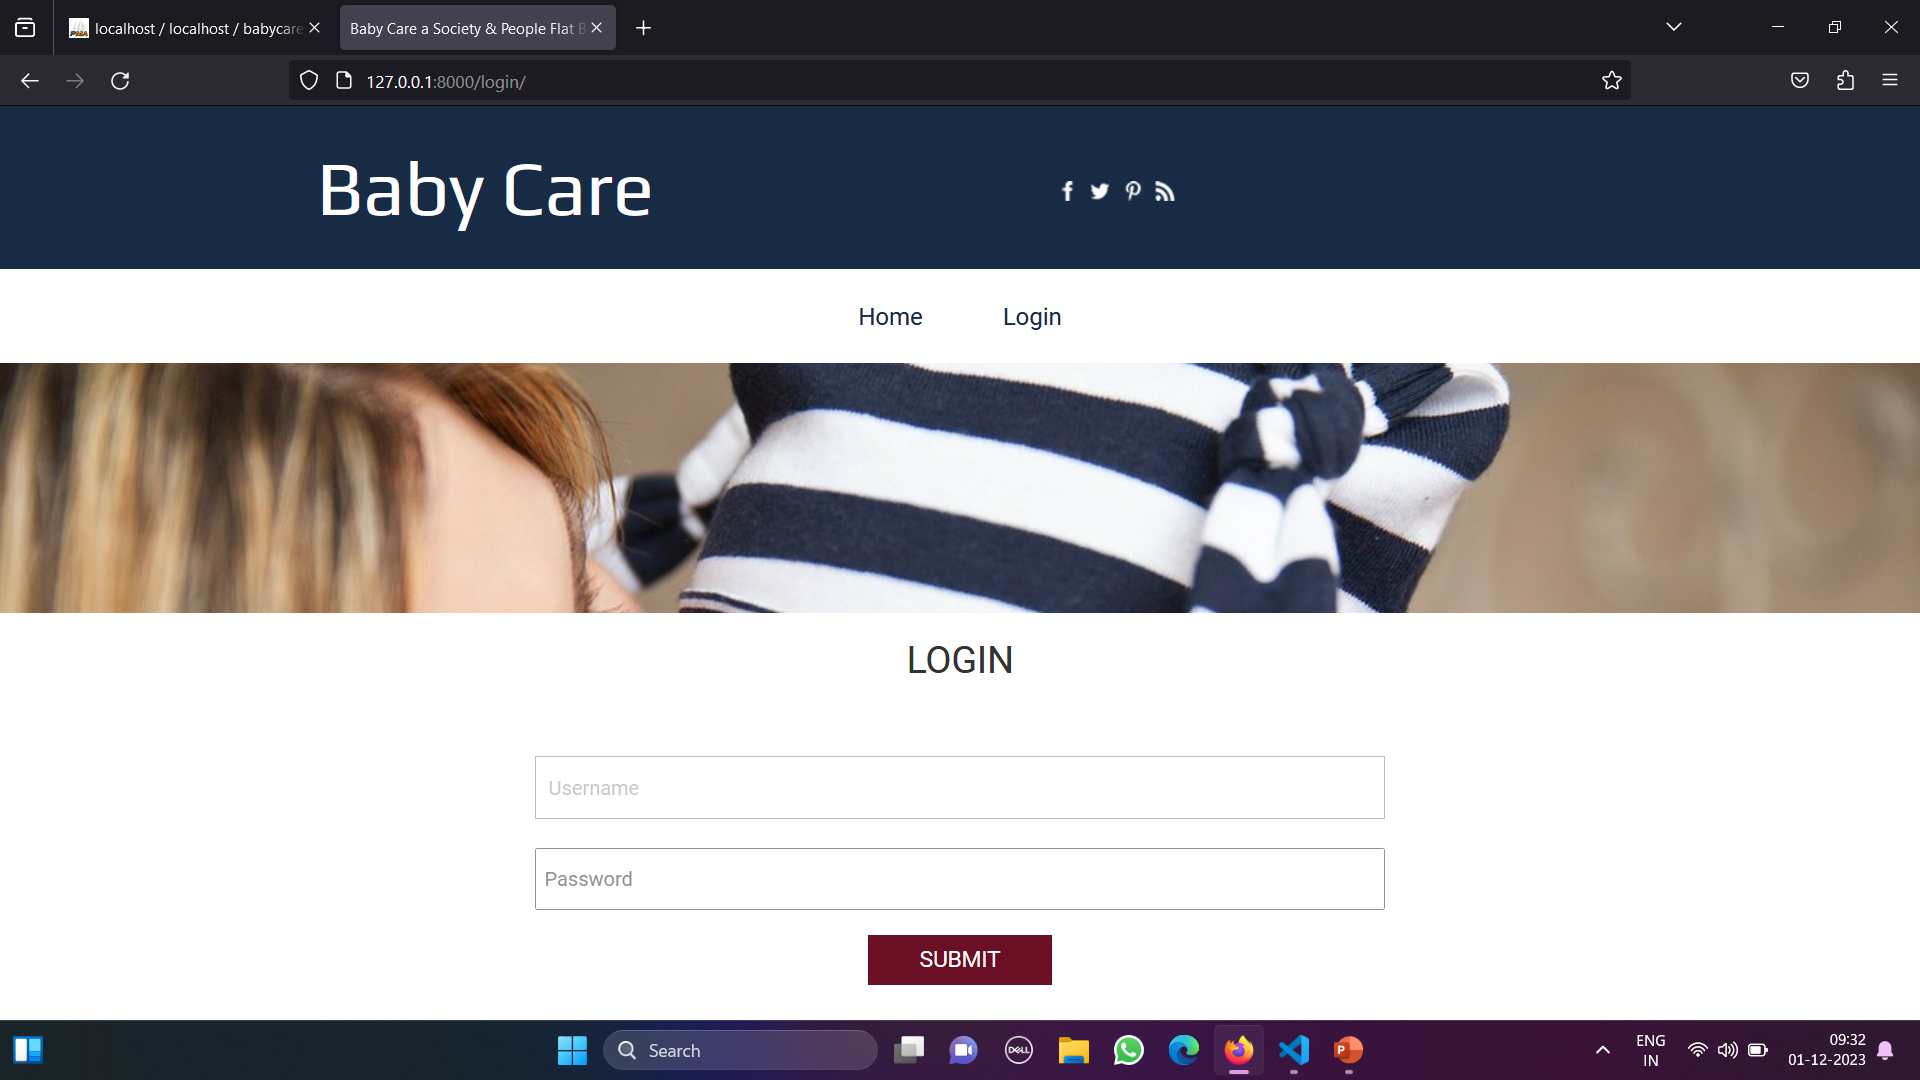 localhost / localhost / babycare
Baby Care a Society & People Flat B
127.0.0.1:8000/login/
Baby Care
Home
Login
LOGIN
Username
Password
SUBMIT
Search
DELL
ENG
IN
09:32
01-12-2023